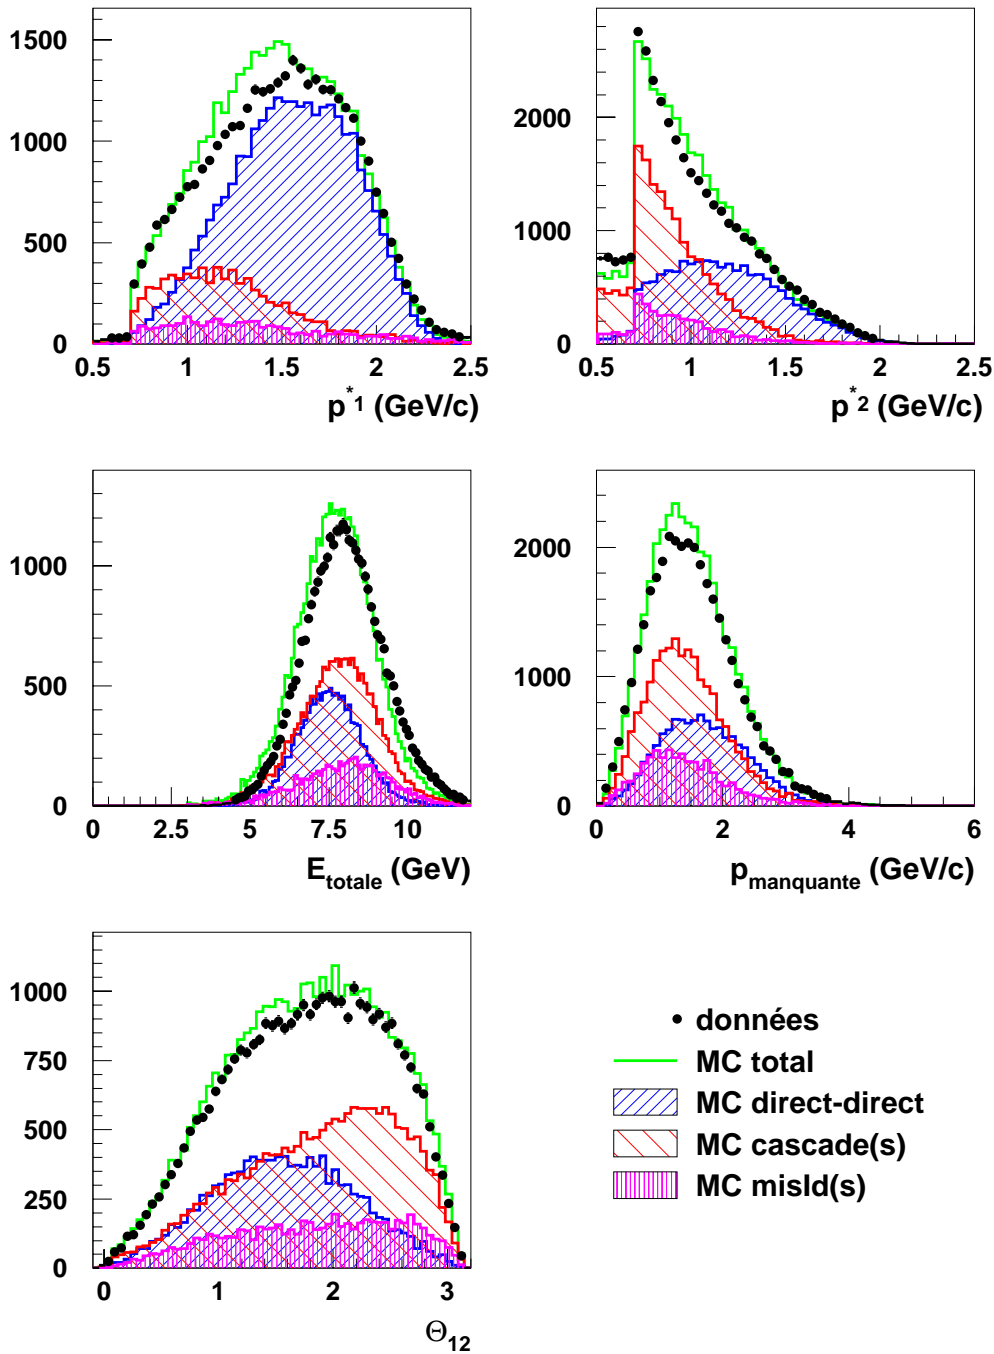 1500
1000
500
0
0.5 1 1.5 2 2.5
p*1 (GeV/c)
2000
1000
0
0.5 1 1.5 2 2.5
p*2 (GeV/c)
1000
500
0
0 2.5 5 7.5 10
E totale (GeV)
2000
1000
0
0 2 4 6
p manquante (GeV/c)
1000
750
500
250
0
0 1 2 3
Θ12
données
MC total
MC direct-direct
MC cascade(s)
MC misId(s)